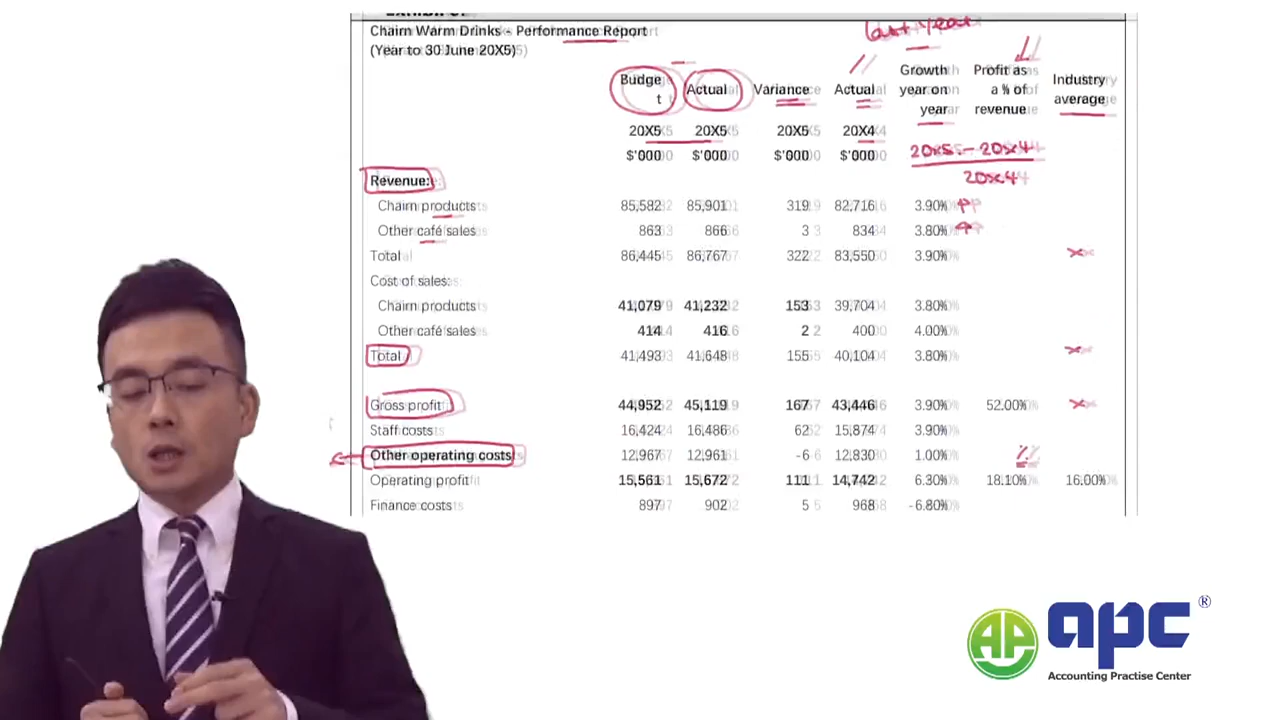 Chairn Warm Drinks - Performance Report
(Year to 30 June 20X5)
last year
Budge t Actual Variance Actual Growth year on year Profit as a % of revenue Industry average
20X5 20X5 20X5 20X4
$'000 $'000 $'000 $'000
20x5 - 20x4
20x4
Revenue:
Chairn products 85,582 85,901 319 82,716 3.90%
Other café sales 863 866 3 834 3.80%
Total 86,445 86,767 322 83,550 3.90%
Cost of sales:
Chairn products 41,079 41,232 153 39,704 3.80%
Other café sales 414 416 2 400 4.00%
Total 41,493 41,648 155 40,104 3.80%
Gross profit 44,952 45,119 167 43,446 3.90% 52.00%
Staff costs 16,424 16,486 62 15,874 3.90%
Other operating costs 12,967 12,961 -6 12,830 1.00%
Operating profit 15,561 15,672 111 14,742 6.30% 18.10% 16.00%
Finance costs 897 902 5 968 -6.80%
AP
apc®
Accounting Practise Center